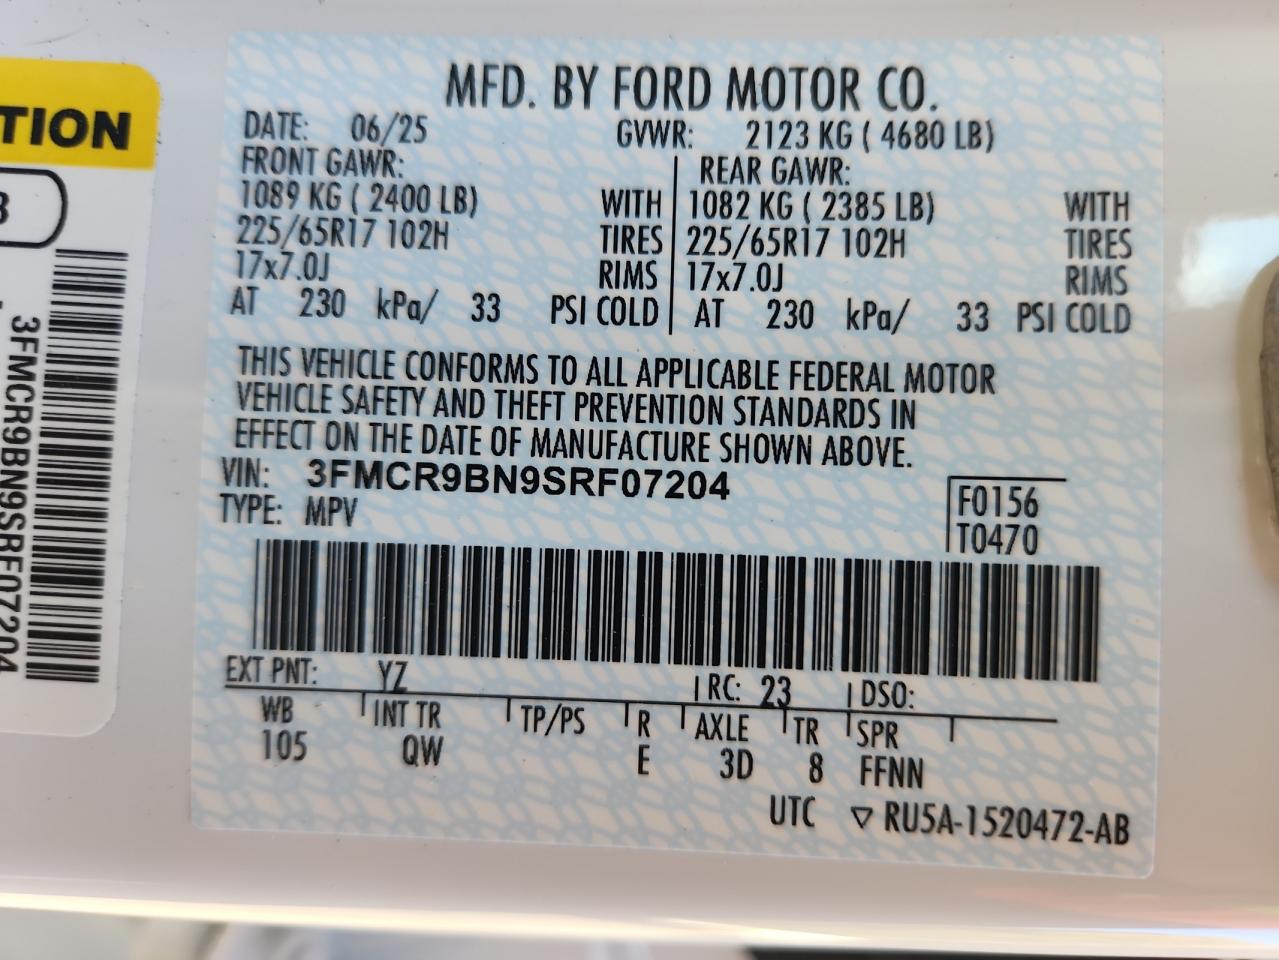 TION
3
3FMCR9BN9SRF07204
MFD. BY FORD MOTOR CO.
DATE: 06/25 GVWR: 2123 KG ( 4680 LB)
FRONT GAWR: REAR GAWR:
1089 KG ( 2400 LB) WITH 1082 KG ( 2385 LB) WITH
225/65R17 102H TIRES 225/65R17 102H TIRES
17x7.0J RIMS 17x7.0J RIMS
AT 230 kPa/ 33 PSI COLD AT 230 kPa/ 33 PSI COLD
THIS VEHICLE CONFORMS TO ALL APPLICABLE FEDERAL MOTOR
VEHICLE SAFETY AND THEFT PREVENTION STANDARDS IN
EFFECT ON THE DATE OF MANUFACTURE SHOWN ABOVE.
VIN: 3FMCR9BN9SRF07204
TYPE: MPV
F0156
T0470
EXT PNT: YZ RC: 23 DSO:
WB INT TR TP/PS R AXLE TR SPR
105 QW E 3D 8 FFNN
UTC ▽ RU5A-1520472-AB